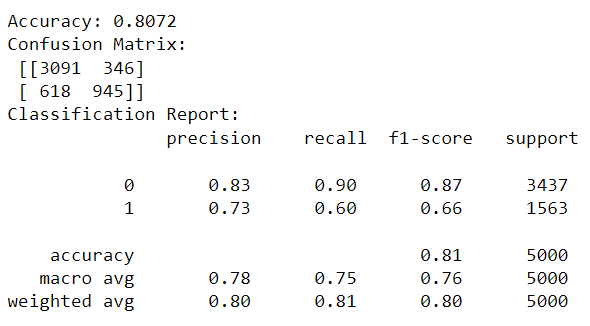 Accuracy: 0.8072
Confusion Matrix:
 [[3091  346]
 [ 618  945]]
Classification Report:
              precision    recall  f1-score   support

           0       0.83      0.90      0.87      3437
           1       0.73      0.60      0.66      1563

    accuracy                           0.81      5000
   macro avg       0.78      0.75      0.76      5000
weighted avg       0.80      0.81      0.80      5000